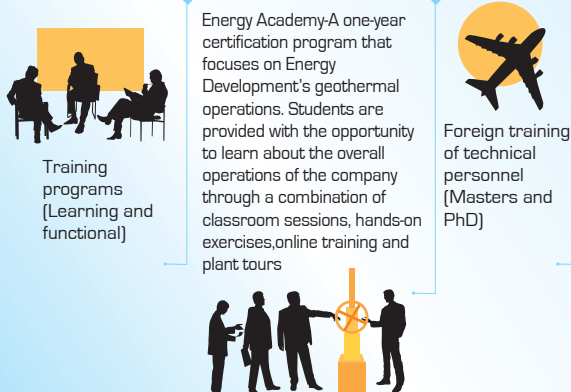 Training
programs
(Learning and
functional)
Energy Academy-A one-year
certification program that
focuses on Energy
Development's geothermal
operations. Students are
provided with the opportunity
to learn about the overall
operations of the company
through a combination of
classroom sessions, hands-on
exercises,online training and
plant tours
Foreign training
of technical
personnel
(Masters and
PhD)